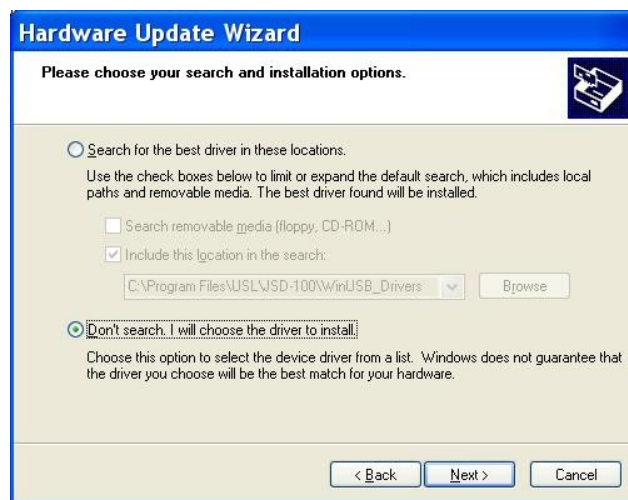 Hardware Update Wizard
Please choose your search and installation options.
Search for the best driver in these locations.
Use the check boxes below to limit or expand the default search, which includes local
paths and removable media. The best driver found will be installed.
Search removable media (floppy, CD-ROM...)
Include this location in the search:
C:\Program Files\USL\JSD-100\WinUSB_Drivers
Browse
Don't search. I will choose the driver to install.
Choose this option to select the device driver from a list. Windows does not guarantee that
the driver you choose will be the best match for your hardware.
< Back
Next >
Cancel